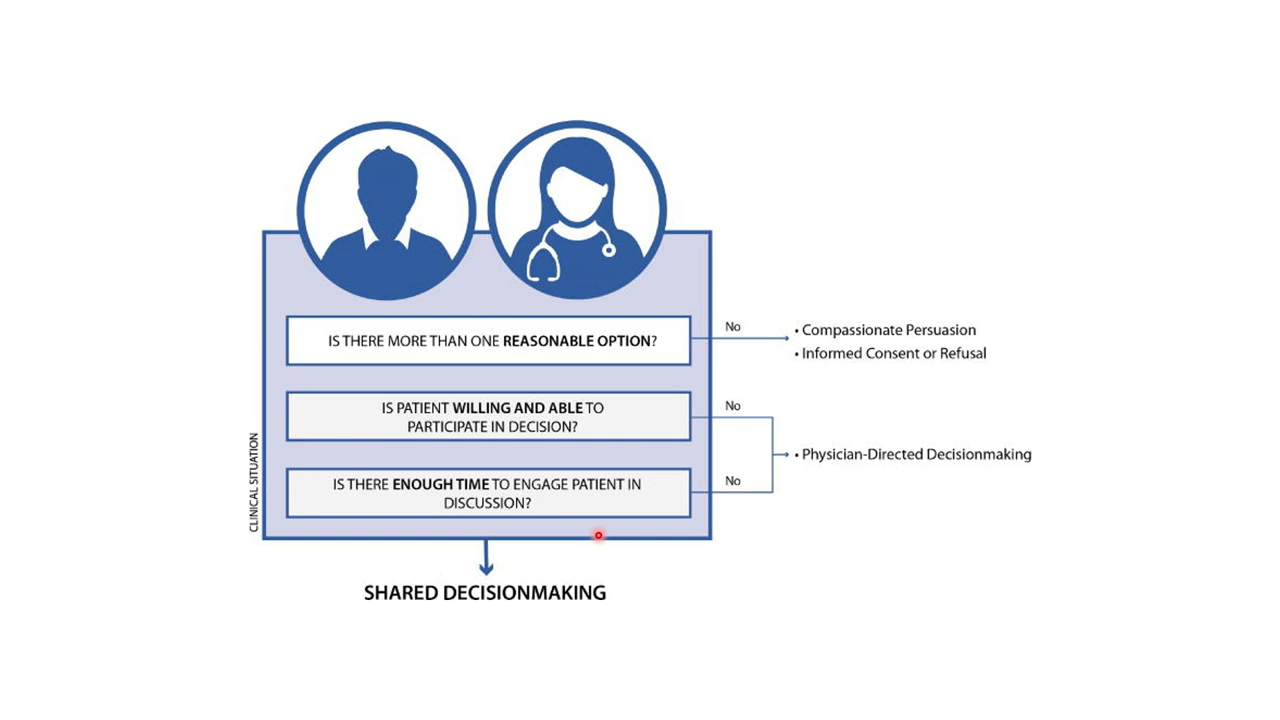 IS THERE MORE THAN ONE REASONABLE OPTION?
No
• Compassionate Persuasion
• Informed Consent or Refusal
IS PATIENT WILLING AND ABLE TO
PARTICIPATE IN DECISION?
No
IS THERE ENOUGH TIME TO ENGAGE PATIENT IN
DISCUSSION?
No
• Physician-Directed Decisionmaking
CLINICAL SITUATION
SHARED DECISIONMAKING